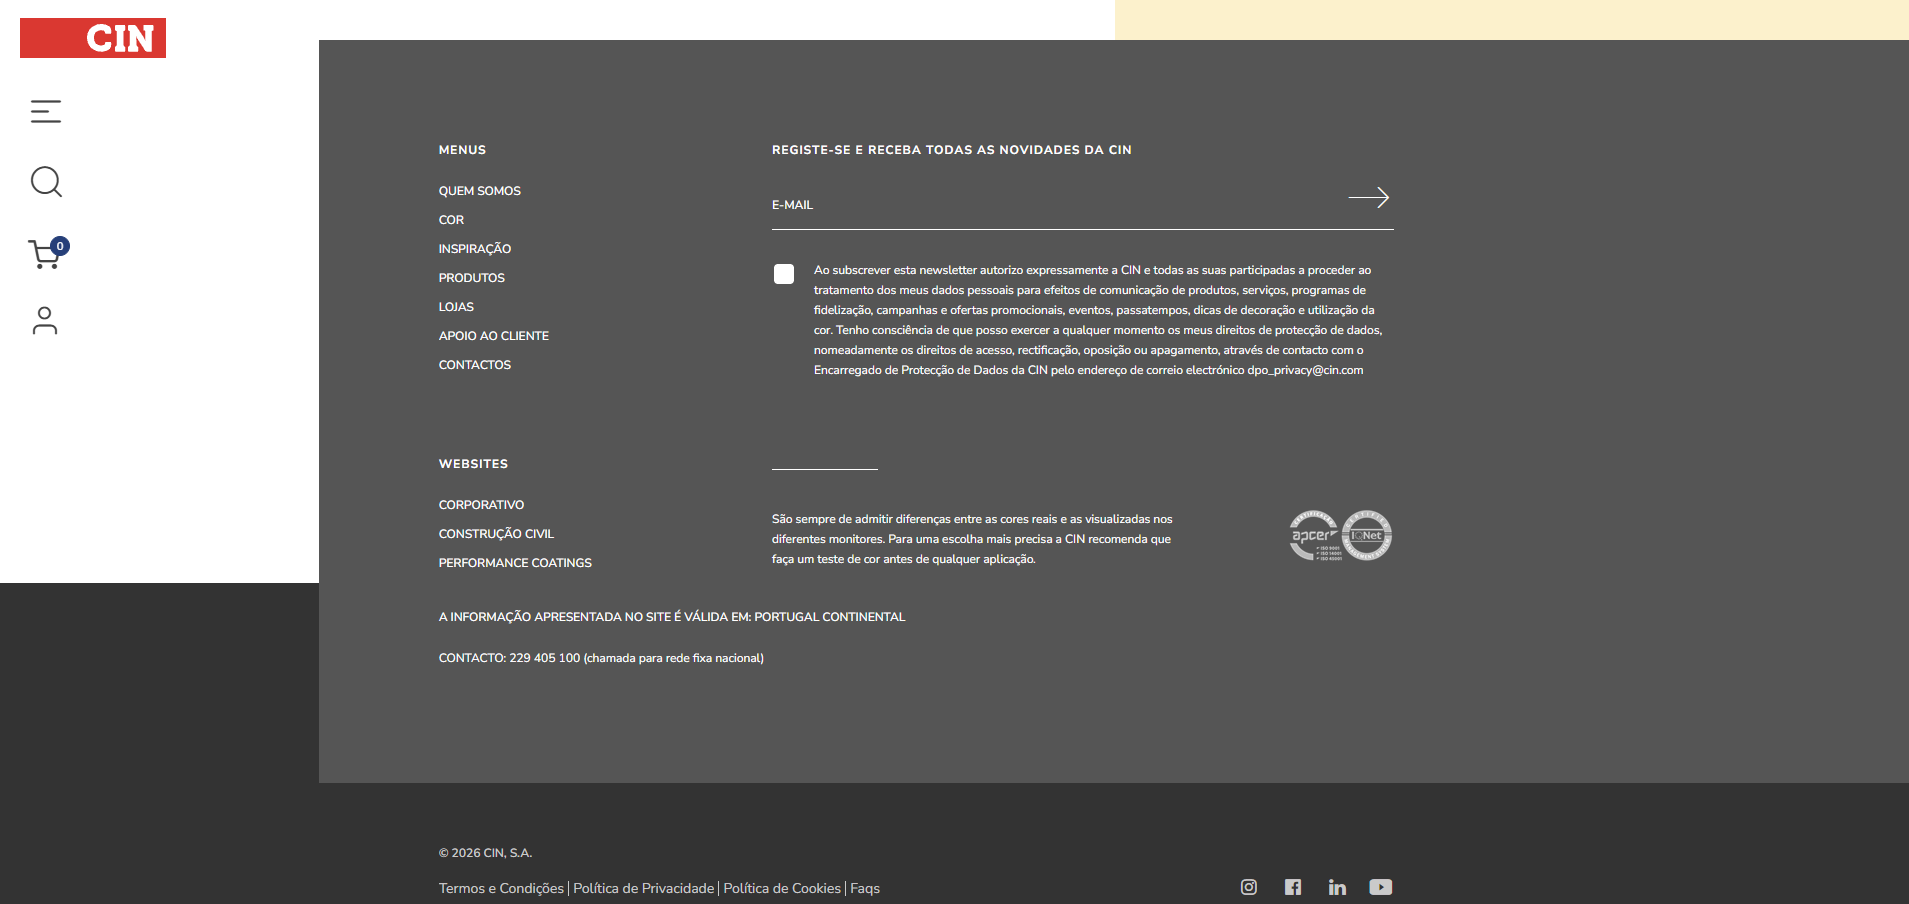 CIN
0
MENUS
QUEM SOMOS
COR
INSPIRAÇÃO
PRODUTOS
LOJAS
APOIO AO CLIENTE
CONTACTOS
REGISTE-SE E RECEBA TODAS AS NOVIDADES DA CIN
E-MAIL
Ao subscrever esta newsletter autorizo expressamente a CIN e todas as suas participadas a proceder ao
tratamento dos meus dados pessoais para efeitos de comunicação de produtos, serviços, programas de
fidelização, campanhas e ofertas promocionais, eventos, passatempos, dicas de decoração e utilização da
cor. Tenho consciência de que posso exercer a qualquer momento os meus direitos de protecção de dados,
nomeadamente os direitos de acesso, rectificação, oposição ou apagamento, através de contacto com o
Encarregado de Protecção de Dados da CIN pelo endereço de correio electrónico dpo_privacy@cin.com
WEBSITES
CORPORATIVO
CONSTRUÇÃO CIVIL
PERFORMANCE COATINGS
São sempre de admitir diferenças entre as cores reais e as visualizadas nos
diferentes monitores. Para uma escolha mais precisa a CIN recomenda que
faça um teste de cor antes de qualquer aplicação.
apcer
IQNet
A INFORMAÇÃO APRESENTADA NO SITE É VÁLIDA EM: PORTUGAL CONTINENTAL
CONTACTO: 229 405 100 (chamada para rede fixa nacional)
© 2026 CIN, S.A.
Termos e Condições | Política de Privacidade | Política de Cookies | Faqs